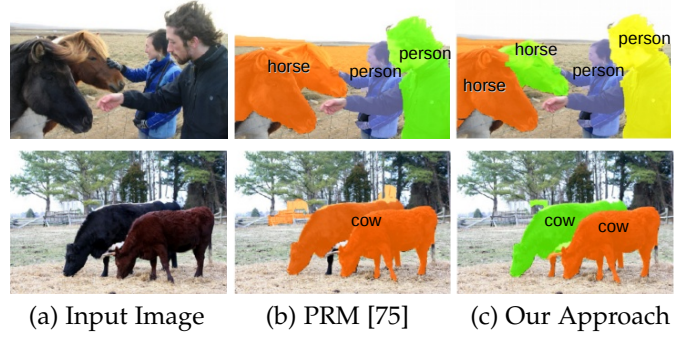 horse
person
person
horse
horse
person
person
cow
cow
cow
(a) Input Image
(b) PRM [75]
(c) Our Approach